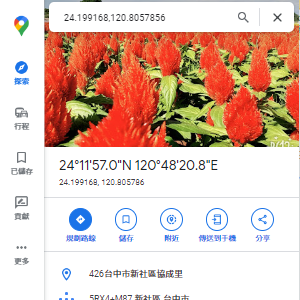 24.199168,120.8057856
探索
行程
已儲存
貢獻
更多
24°11'57.0"N 120°48'20.8"E
24.199168, 120.805786
規劃路線
儲存
附近
傳送到手機
分享
426台中市新社區協成里
5RX4+M87 新社區 台中市